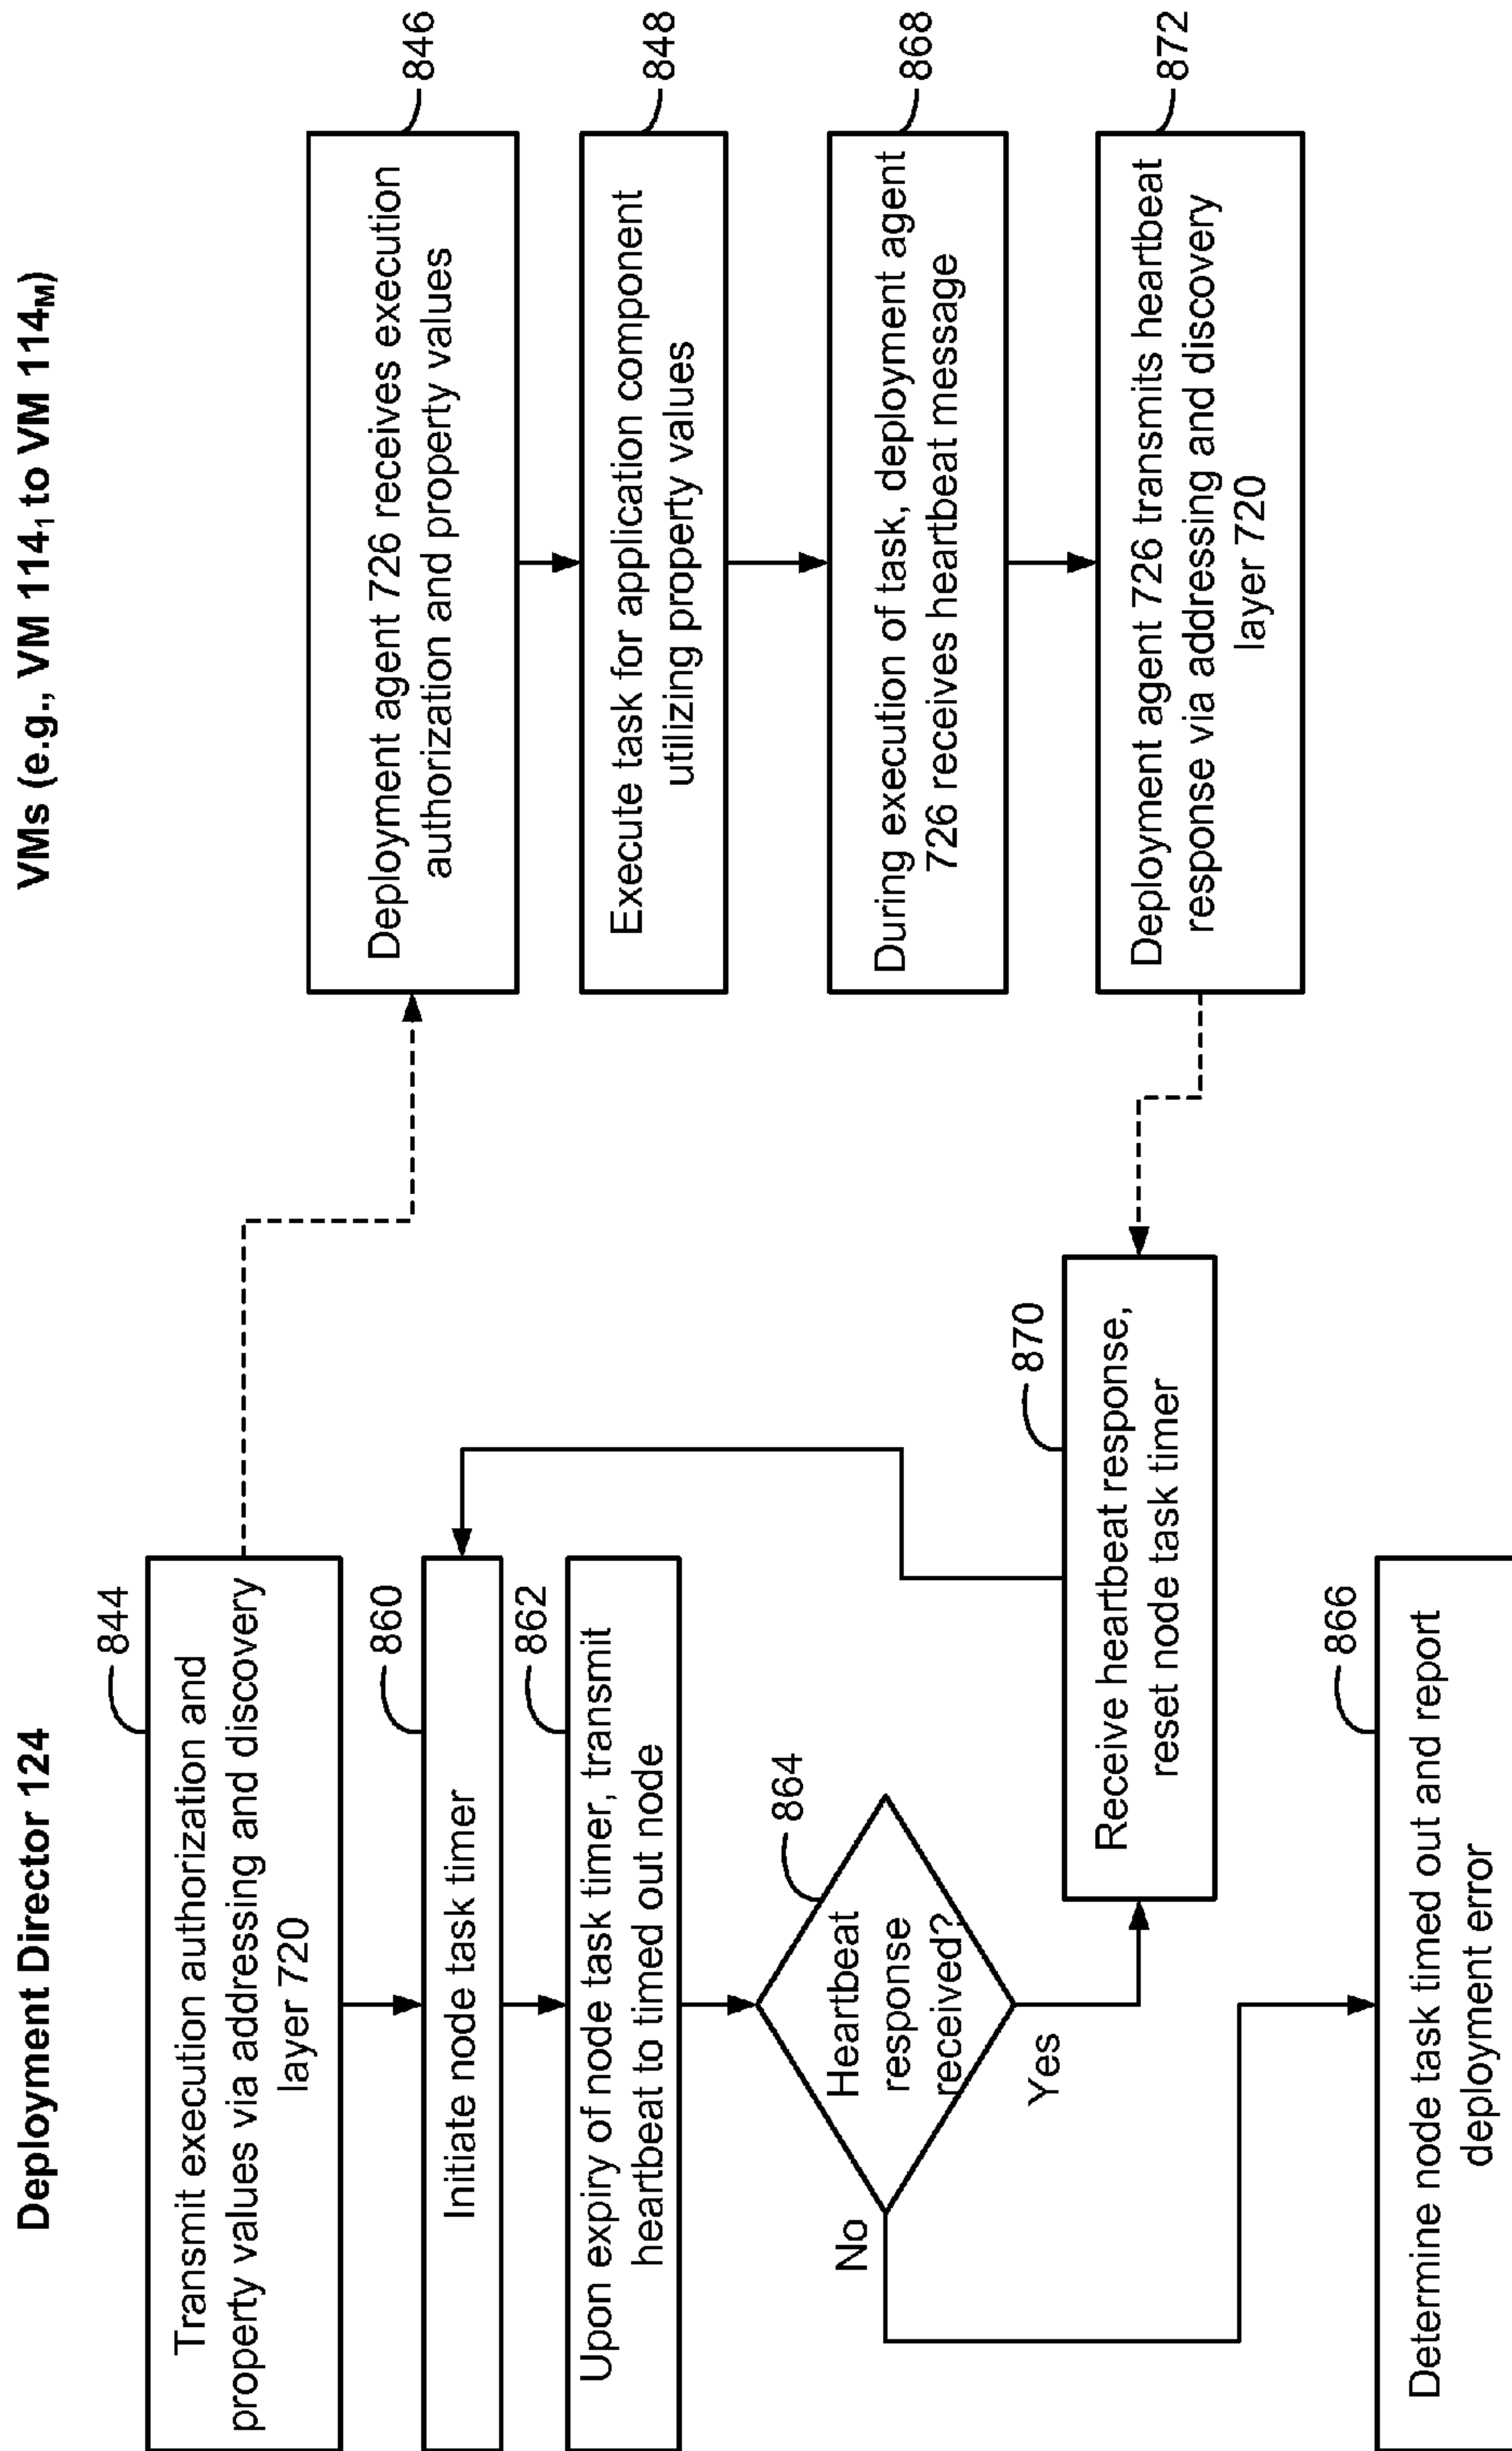 Deployment Director 124
844
Transmit execution authorization and
property values via addressing and discovery
layer 720
860
Initiate node task timer
862
Upon expiry of node task timer, transmit
heartbeat to timed out node
864
Heartbeat
response
received?
No
Yes
870
Receive heartbeat response,
reset node task timer
866
Determine node task timed out and report
deployment error
VMs (e.g., VM 114₁ to VM 114ₘ)
846
Deployment agent 726 receives execution
authorization and property values
848
Execute task for application component
utilizing property values
868
During execution of task, deployment agent
726 receives heartbeat message
872
Deployment agent 726 transmits heartbeat
response via addressing and discovery
layer 720